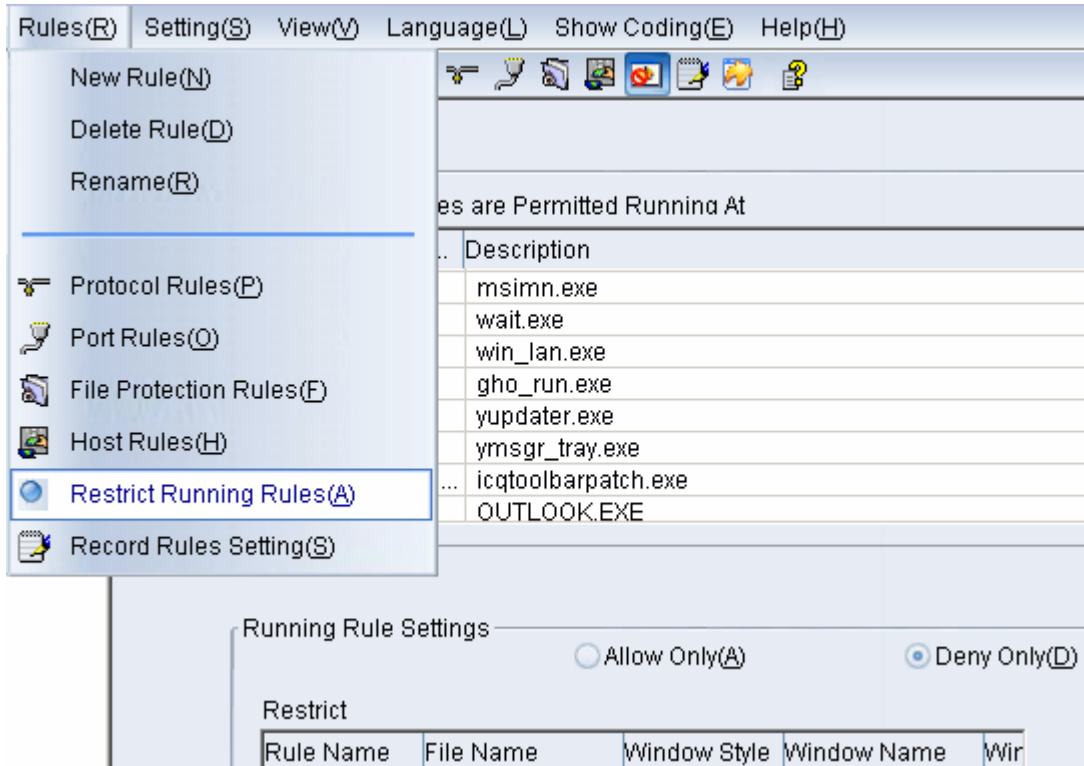 Rules(R) Setting(S) View(V) Language(L) Show Coding(E) Help(H)
New Rule(N)
Delete Rule(D)
Rename(R)
es are Permitted Running At
.. Description
Protocol Rules(P)
msimn.exe
wait.exe
Port Rules(O)
win_lan.exe
File Protection Rules(F)
gho_run.exe
yupdater.exe
Host Rules(H)
ymsgr_tray.exe
Restrict Running Rules(A)
... icqtoolbarpatch.exe
OUTLOOK.EXE
Record Rules Setting(S)
Running Rule Settings
Allow Only(A) Deny Only(D)
Restrict
Rule Name File Name Window Style Window Name Wir